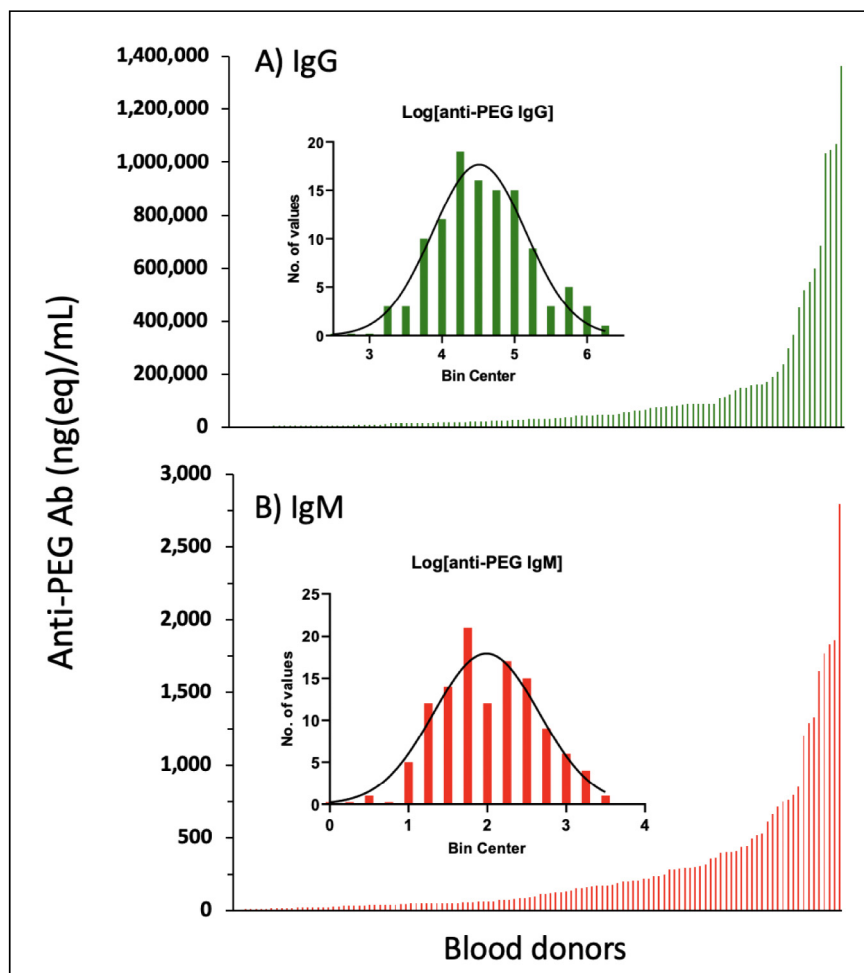 Anti-PEG Ab (ng(eq)/mL)
A) IgG
1,400,000
1,200,000
1,000,000
800,000
600,000
400,000
200,000
0
Log[anti-PEG IgG]
No. of values
20
15
10
5
0
3 4 5 6
Bin Center
B) IgM
3,000
2,500
2,000
1,500
1,000
500
0
Log[anti-PEG IgM]
No. of values
25
20
15
10
5
0
0 1 2 3 4
Bin Center
Blood donors